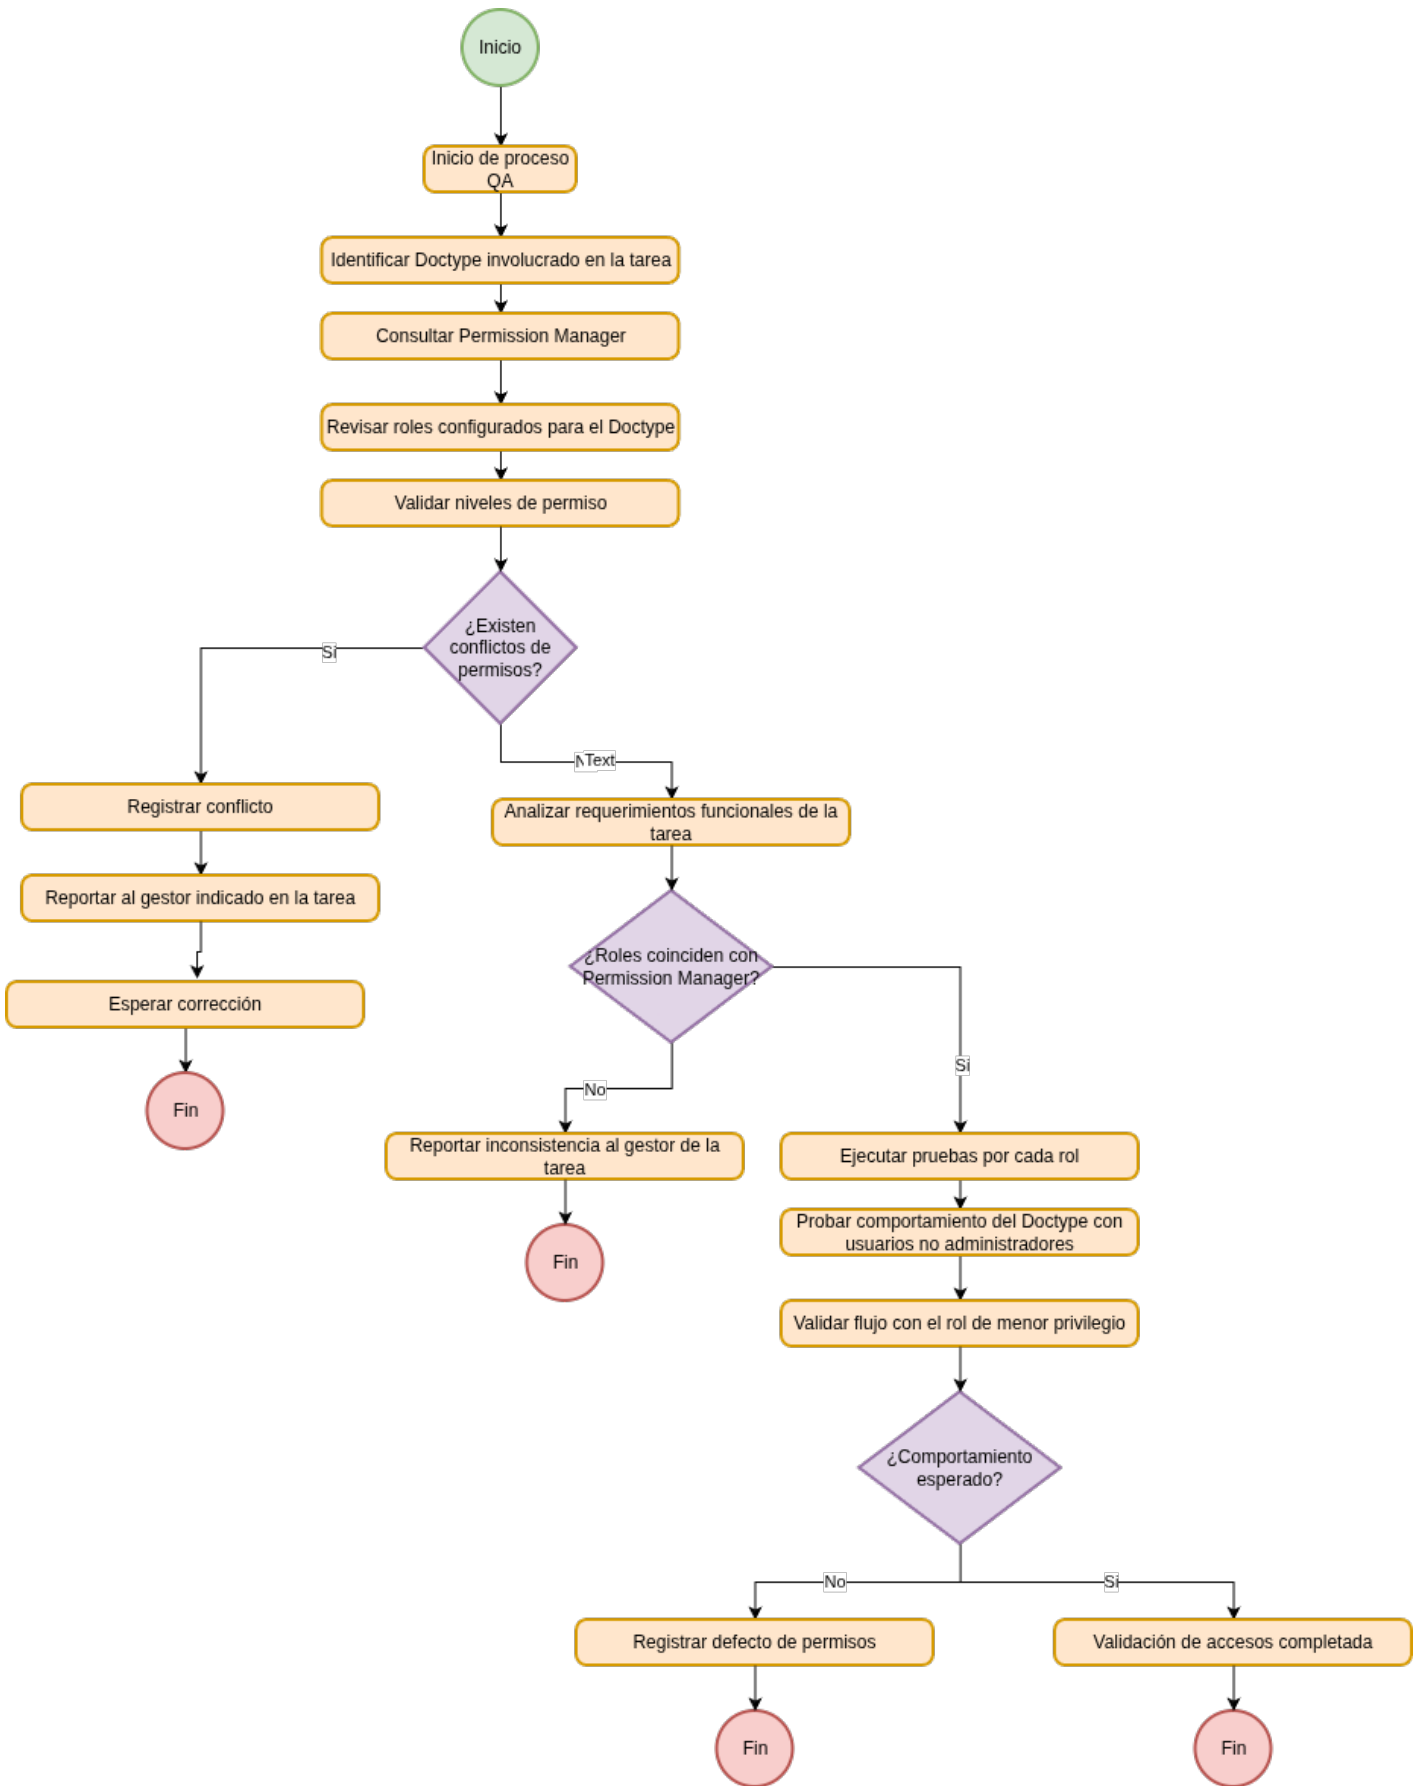 Inicio
Inicio de proceso
QA
Identificar Doctype involucrado en la tarea
Consultar Permission Manager
Revisar roles configurados para el Doctype
Validar niveles de permiso
¿Existen
conflictos de
permisos?
Si
Text
Registrar conflicto
Analizar requerimientos funcionales de la
tarea
Reportar al gestor indicado en la tarea
¿Roles coinciden con
Permission Manager?
Esperar corrección
Si
No
Fin
Reportar inconsistencia al gestor de la
tarea
Ejecutar pruebas por cada rol
Probar comportamiento del Doctype con
usuarios no administradores
Fin
Validar flujo con el rol de menor privilegio
¿Comportamiento
esperado?
No
Si
Registrar defecto de permisos
Validación de accesos completada
Fin
Fin